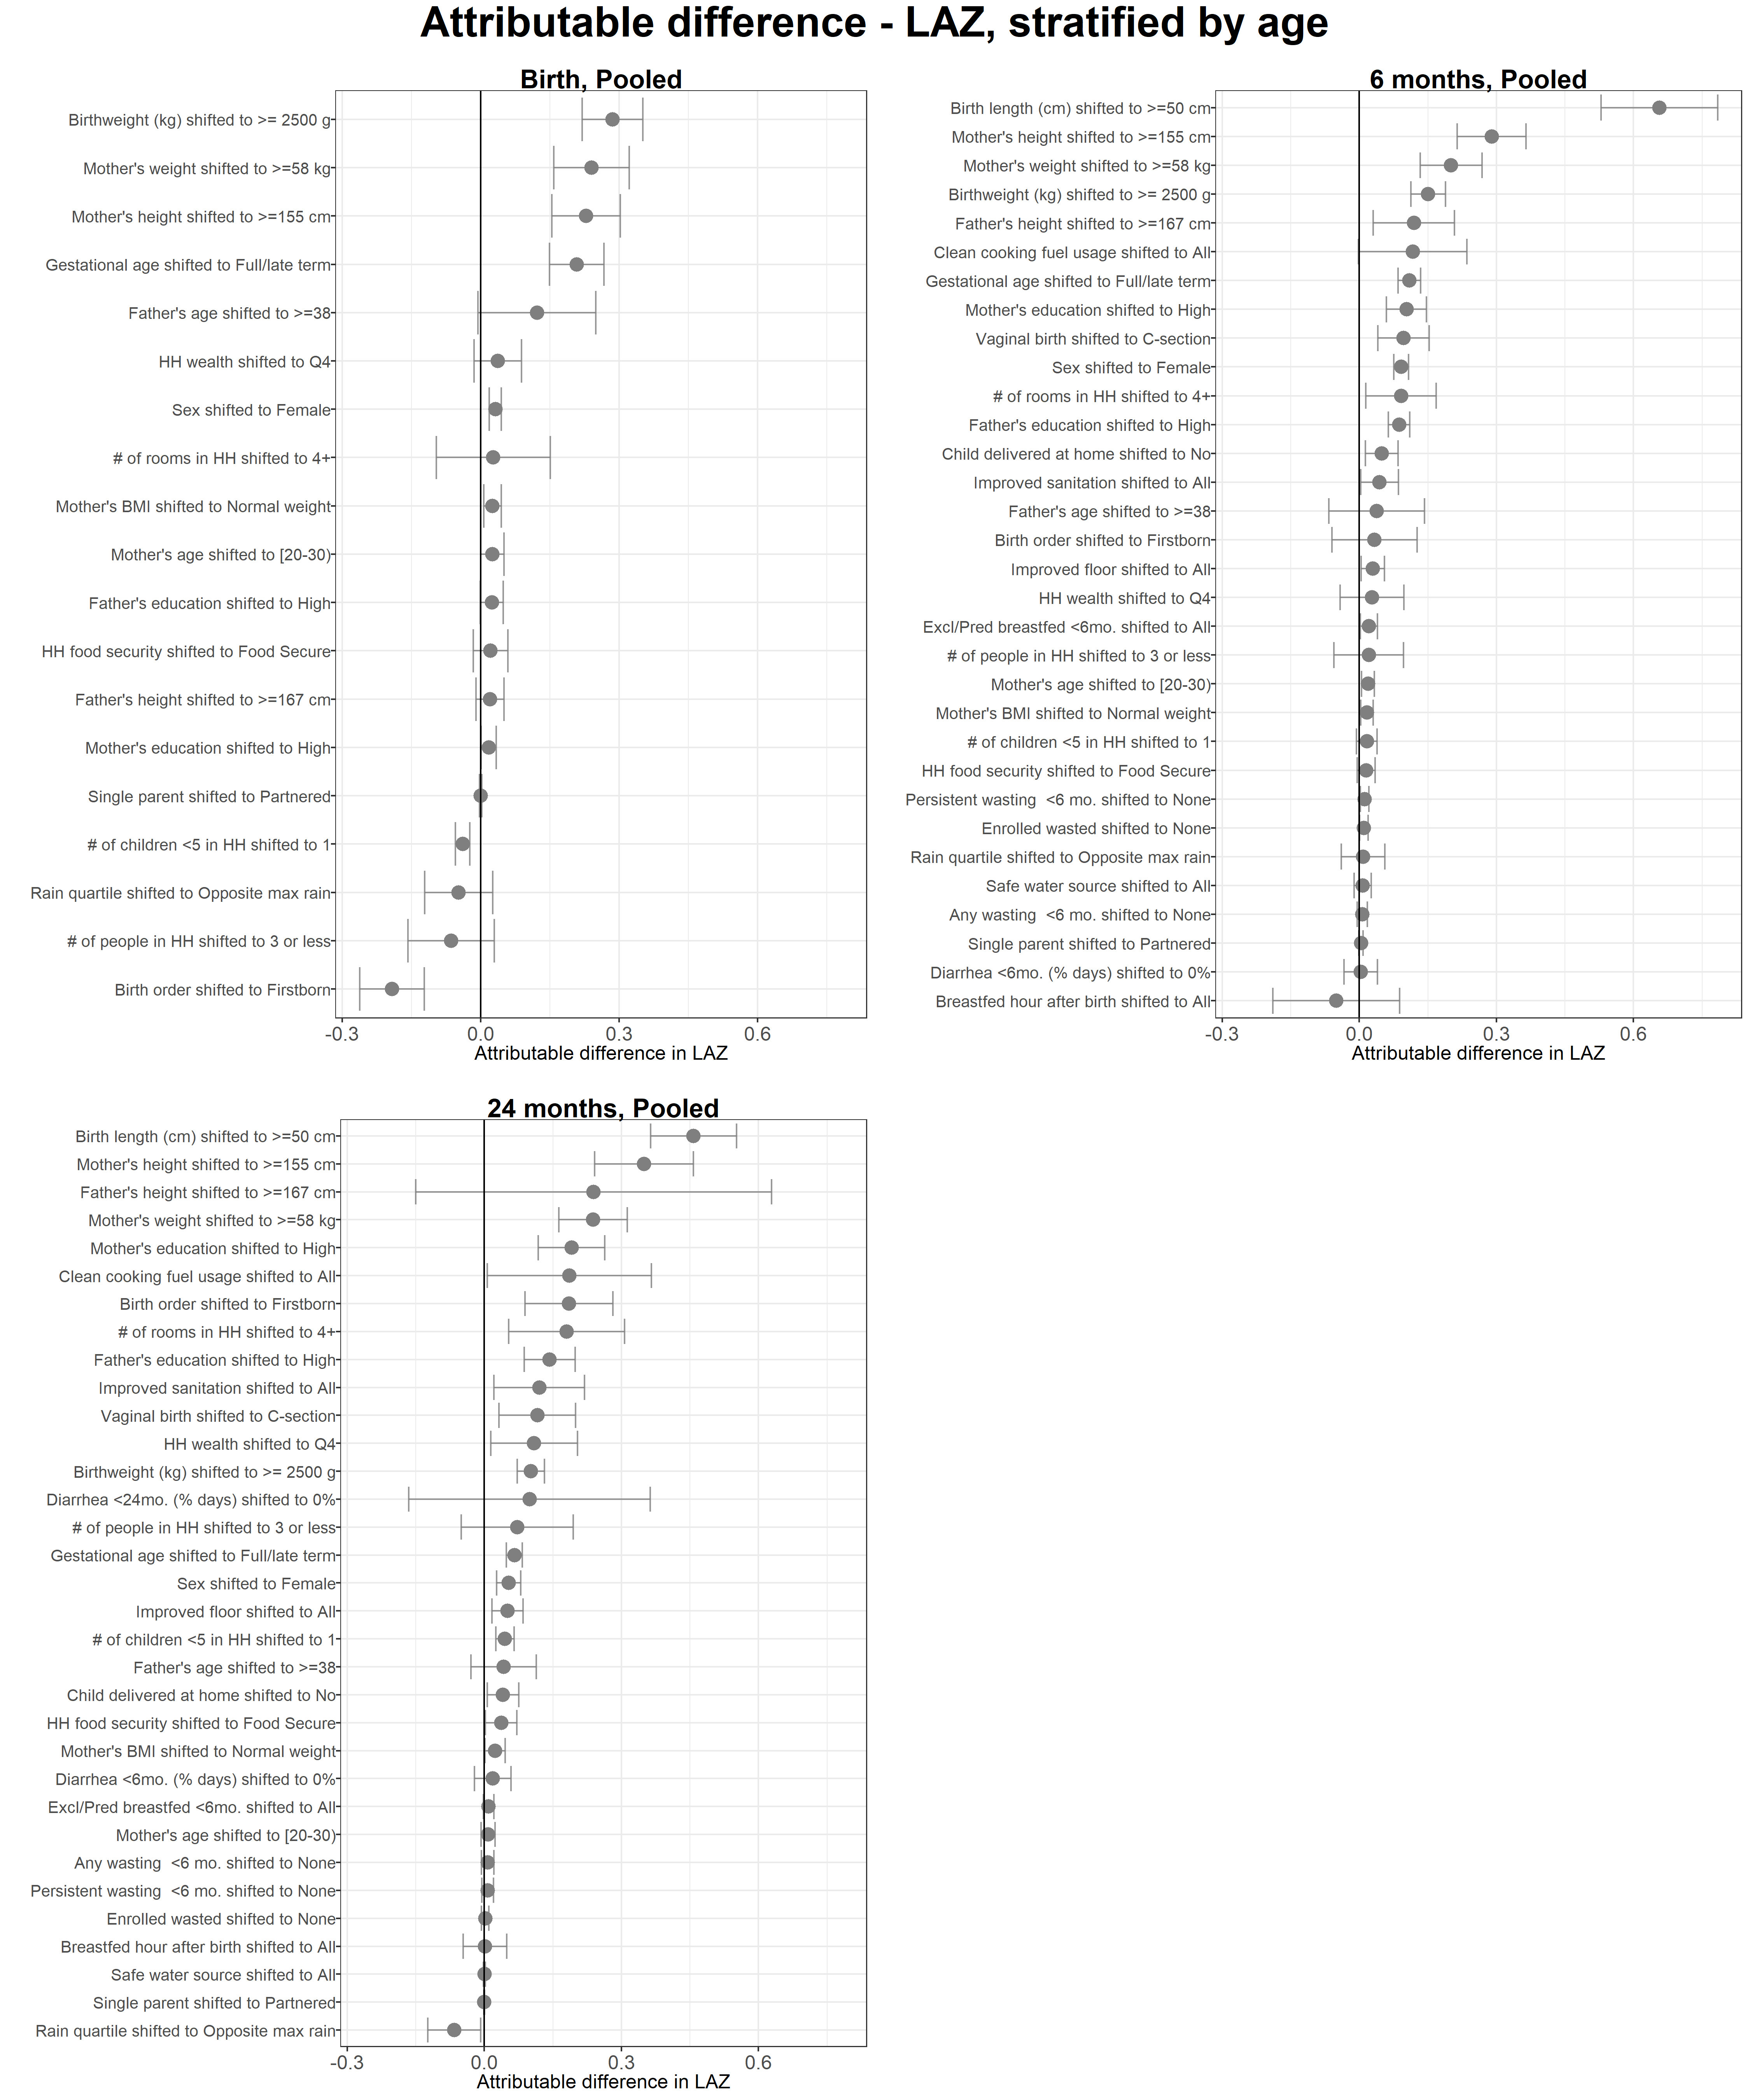 Attributable difference - LAZ, stratified by age
Birth, Pooled
Birthweight (kg) shifted to >= 2500 g
Mother's weight shifted to >=58 kg
Mother's height shifted to >=155 cm
Gestational age shifted to Full/late term
Father's age shifted to >=38
HH wealth shifted to Q4
Sex shifted to Female
# of rooms in HH shifted to 4+
Mother's BMI shifted to Normal weight
Mother's age shifted to [20-30)
Father's education shifted to High
HH food security shifted to Food Secure
Father's height shifted to >=167 cm
Mother's education shifted to High
Single parent shifted to Partnered
# of children <5 in HH shifted to 1
Rain quartile shifted to Opposite max rain
# of people in HH shifted to 3 or less
Birth order shifted to Firstborn
-0.3 0.0 0.3 0.6
Attributable difference in LAZ
6 months, Pooled
Birth length (cm) shifted to >=50 cm
Mother's height shifted to >=155 cm
Mother's weight shifted to >=58 kg
Birthweight (kg) shifted to >= 2500 g
Father's height shifted to >=167 cm
Clean cooking fuel usage shifted to All
Gestational age shifted to Full/late term
Mother's education shifted to High
Vaginal birth shifted to C-section
Sex shifted to Female
# of rooms in HH shifted to 4+
Father's education shifted to High
Child delivered at home shifted to No
Improved sanitation shifted to All
Father's age shifted to >=38
Birth order shifted to Firstborn
Improved floor shifted to All
HH wealth shifted to Q4
Excl/Pred breastfed <6mo. shifted to All
# of people in HH shifted to 3 or less
Mother's age shifted to [20-30)
Mother's BMI shifted to Normal weight
# of children <5 in HH shifted to 1
HH food security shifted to Food Secure
Persistent wasting  <6 mo. shifted to None
Enrolled wasted shifted to None
Rain quartile shifted to Opposite max rain
Safe water source shifted to All
Any wasting  <6 mo. shifted to None
Single parent shifted to Partnered
Diarrhea <6mo. (% days) shifted to 0%
Breastfed hour after birth shifted to All
-0.3 0.0 0.3 0.6
Attributable difference in LAZ
24 months, Pooled
Birth length (cm) shifted to >=50 cm
Mother's height shifted to >=155 cm
Father's height shifted to >=167 cm
Mother's weight shifted to >=58 kg
Mother's education shifted to High
Clean cooking fuel usage shifted to All
Birth order shifted to Firstborn
# of rooms in HH shifted to 4+
Father's education shifted to High
Improved sanitation shifted to All
Vaginal birth shifted to C-section
HH wealth shifted to Q4
Birthweight (kg) shifted to >= 2500 g
Diarrhea <24mo. (% days) shifted to 0%
# of people in HH shifted to 3 or less
Gestational age shifted to Full/late term
Sex shifted to Female
Improved floor shifted to All
# of children <5 in HH shifted to 1
Father's age shifted to >=38
Child delivered at home shifted to No
HH food security shifted to Food Secure
Mother's BMI shifted to Normal weight
Diarrhea <6mo. (% days) shifted to 0%
Excl/Pred breastfed <6mo. shifted to All
Mother's age shifted to [20-30)
Any wasting  <6 mo. shifted to None
Persistent wasting  <6 mo. shifted to None
Enrolled wasted shifted to None
Breastfed hour after birth shifted to All
Safe water source shifted to All
Single parent shifted to Partnered
Rain quartile shifted to Opposite max rain
-0.3 0.0 0.3 0.6
Attributable difference in LAZ